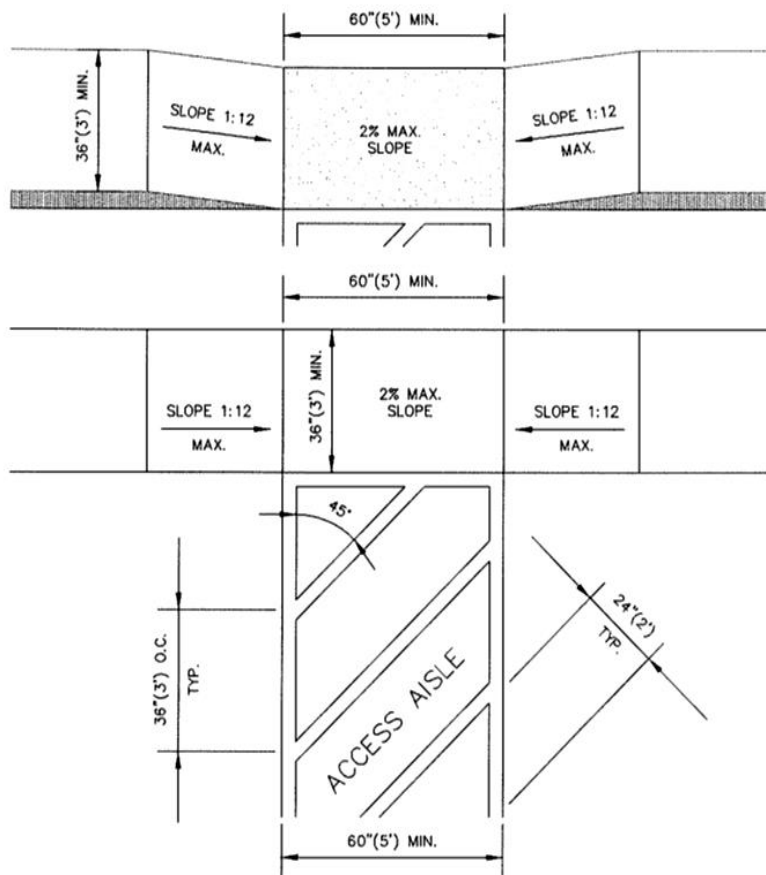 60"(5') MIN.
36"(3') MIN.
SLOPE 1:12
MAX.
2% MAX.
SLOPE
SLOPE 1:12
MAX.
60"(5') MIN.
SLOPE 1:12
MAX.
36"(3') MIN.
2% MAX.
SLOPE
SLOPE 1:12
MAX.
45°
36"(3') O.C.
TYP.
24"(2')
TYP.
ACCESS AISLE
60"(5') MIN.